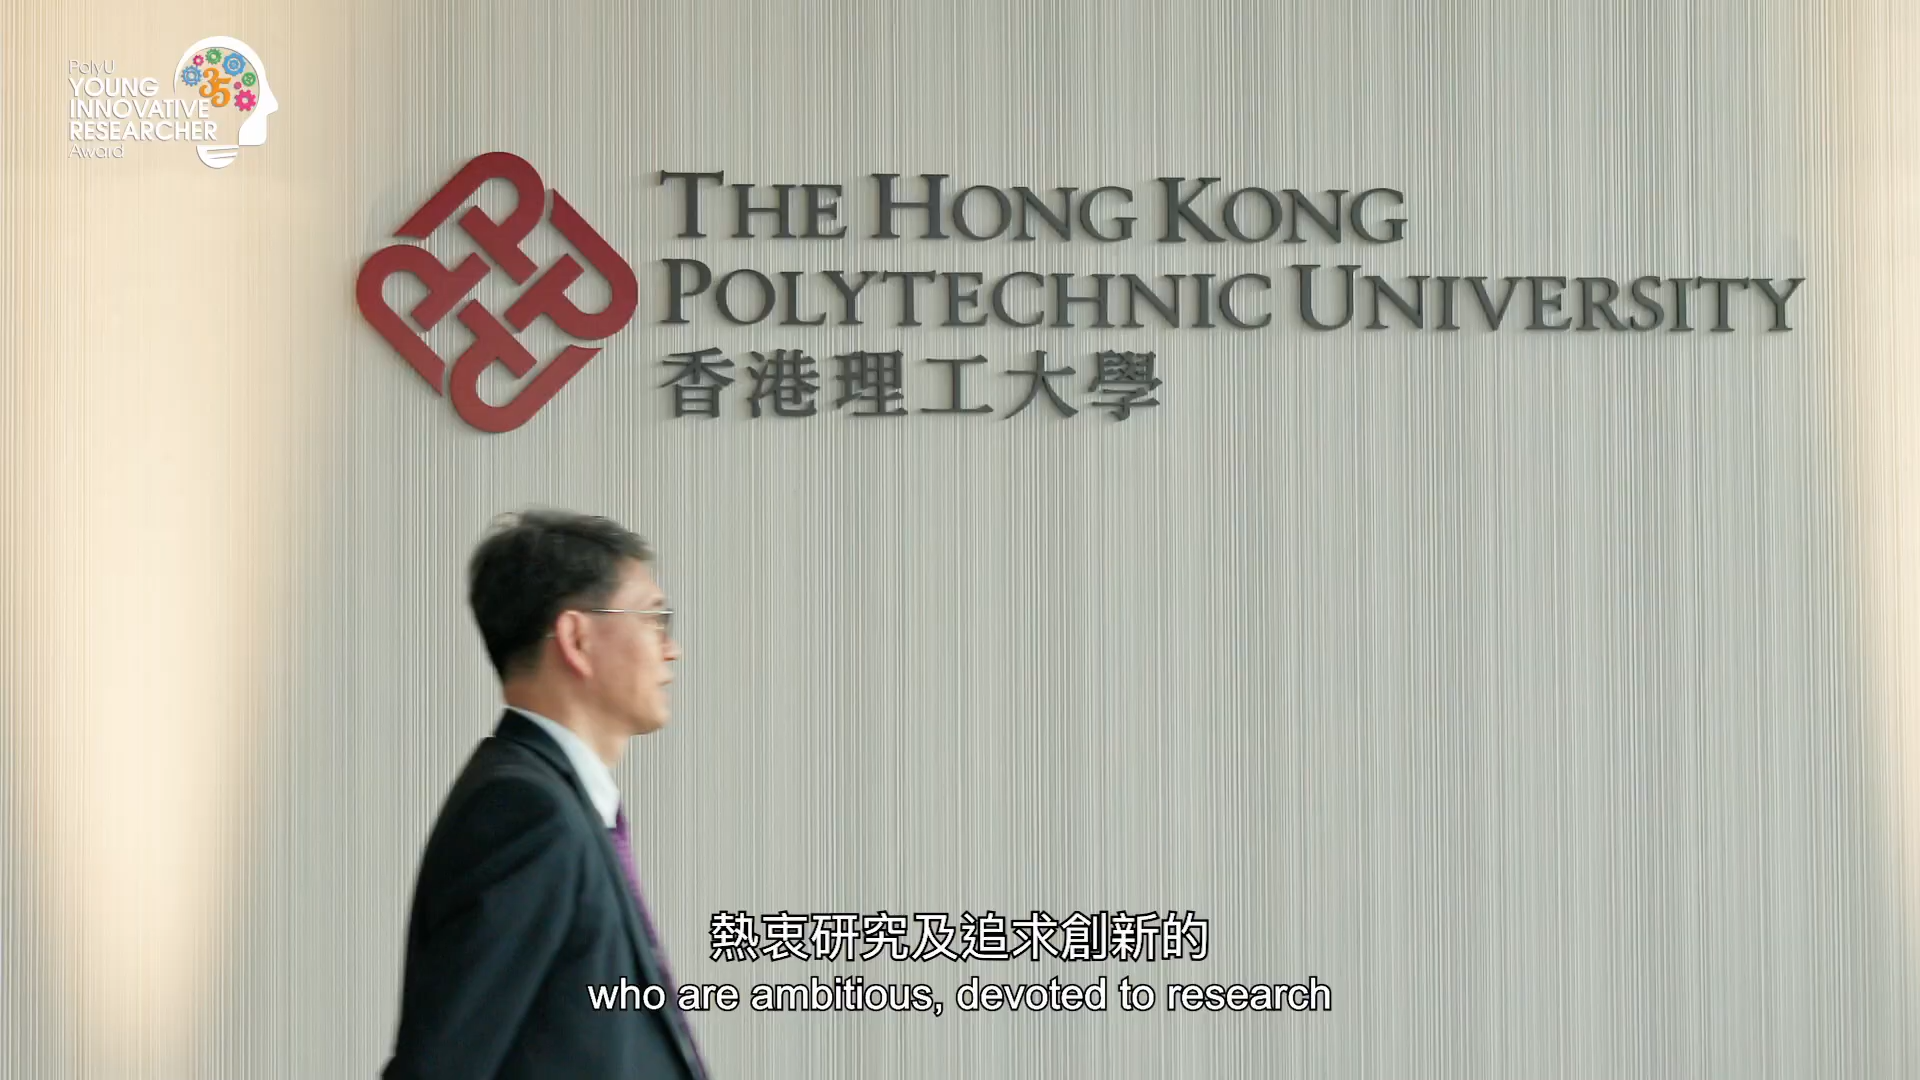 PolyU
YOUNG
INNOVATIVE
RESEARCHER
Award
35
THE HONG KONG
POLYTECHNIC UNIVERSITY
香港理工大學
熱衷研究及追求創新的
who are ambitious, devoted to research